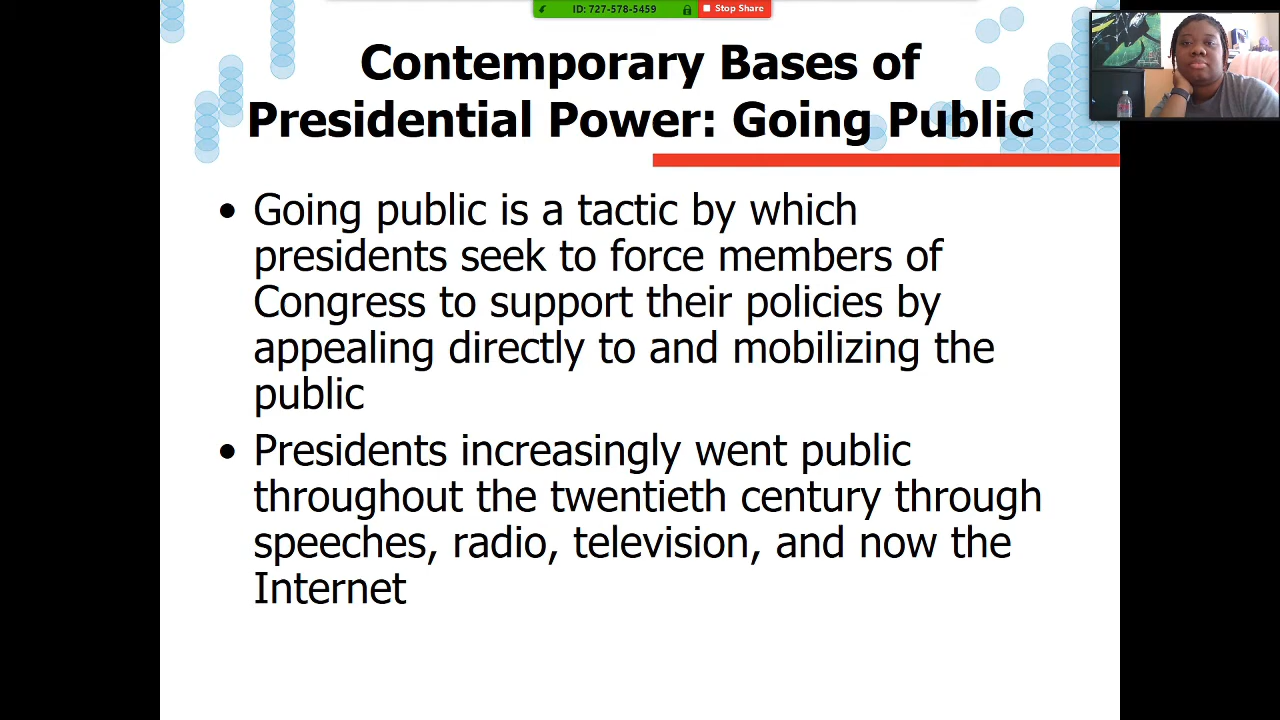 ID: 727-578-5459
Stop Share
Contemporary Bases of
Presidential Power: Going Public
• Going public is a tactic by which
presidents seek to force members of
Congress to support their policies by
appealing directly to and mobilizing the
public
• Presidents increasingly went public
throughout the twentieth century through
speeches, radio, television, and now the
Internet